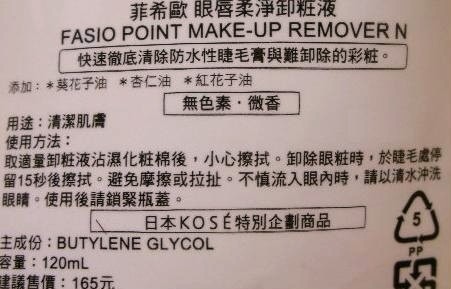 菲希歐 眼唇柔淨卸粧液
FASIO POINT MAKE-UP REMOVER N
快速徹底清除防水性睫毛膏與難卸除的彩粧。
添加：＊葵花子油 ＊杏仁油 ＊紅花子油
無色素・微香
用途：清潔肌膚
使用方法：
取適量卸粧液沾濕化粧棉後，小心擦拭。卸除眼粧時，於睫毛處停
留15秒後擦拭。避免摩擦或拉扯。不慎流入眼內時，請以清水沖洗
眼睛。使用後請鎖緊瓶蓋。
日本KOSÉ特別企劃商品
主成份：BUTYLENE GLYCOL
容量：120mL
建議售價：165元
5
PP